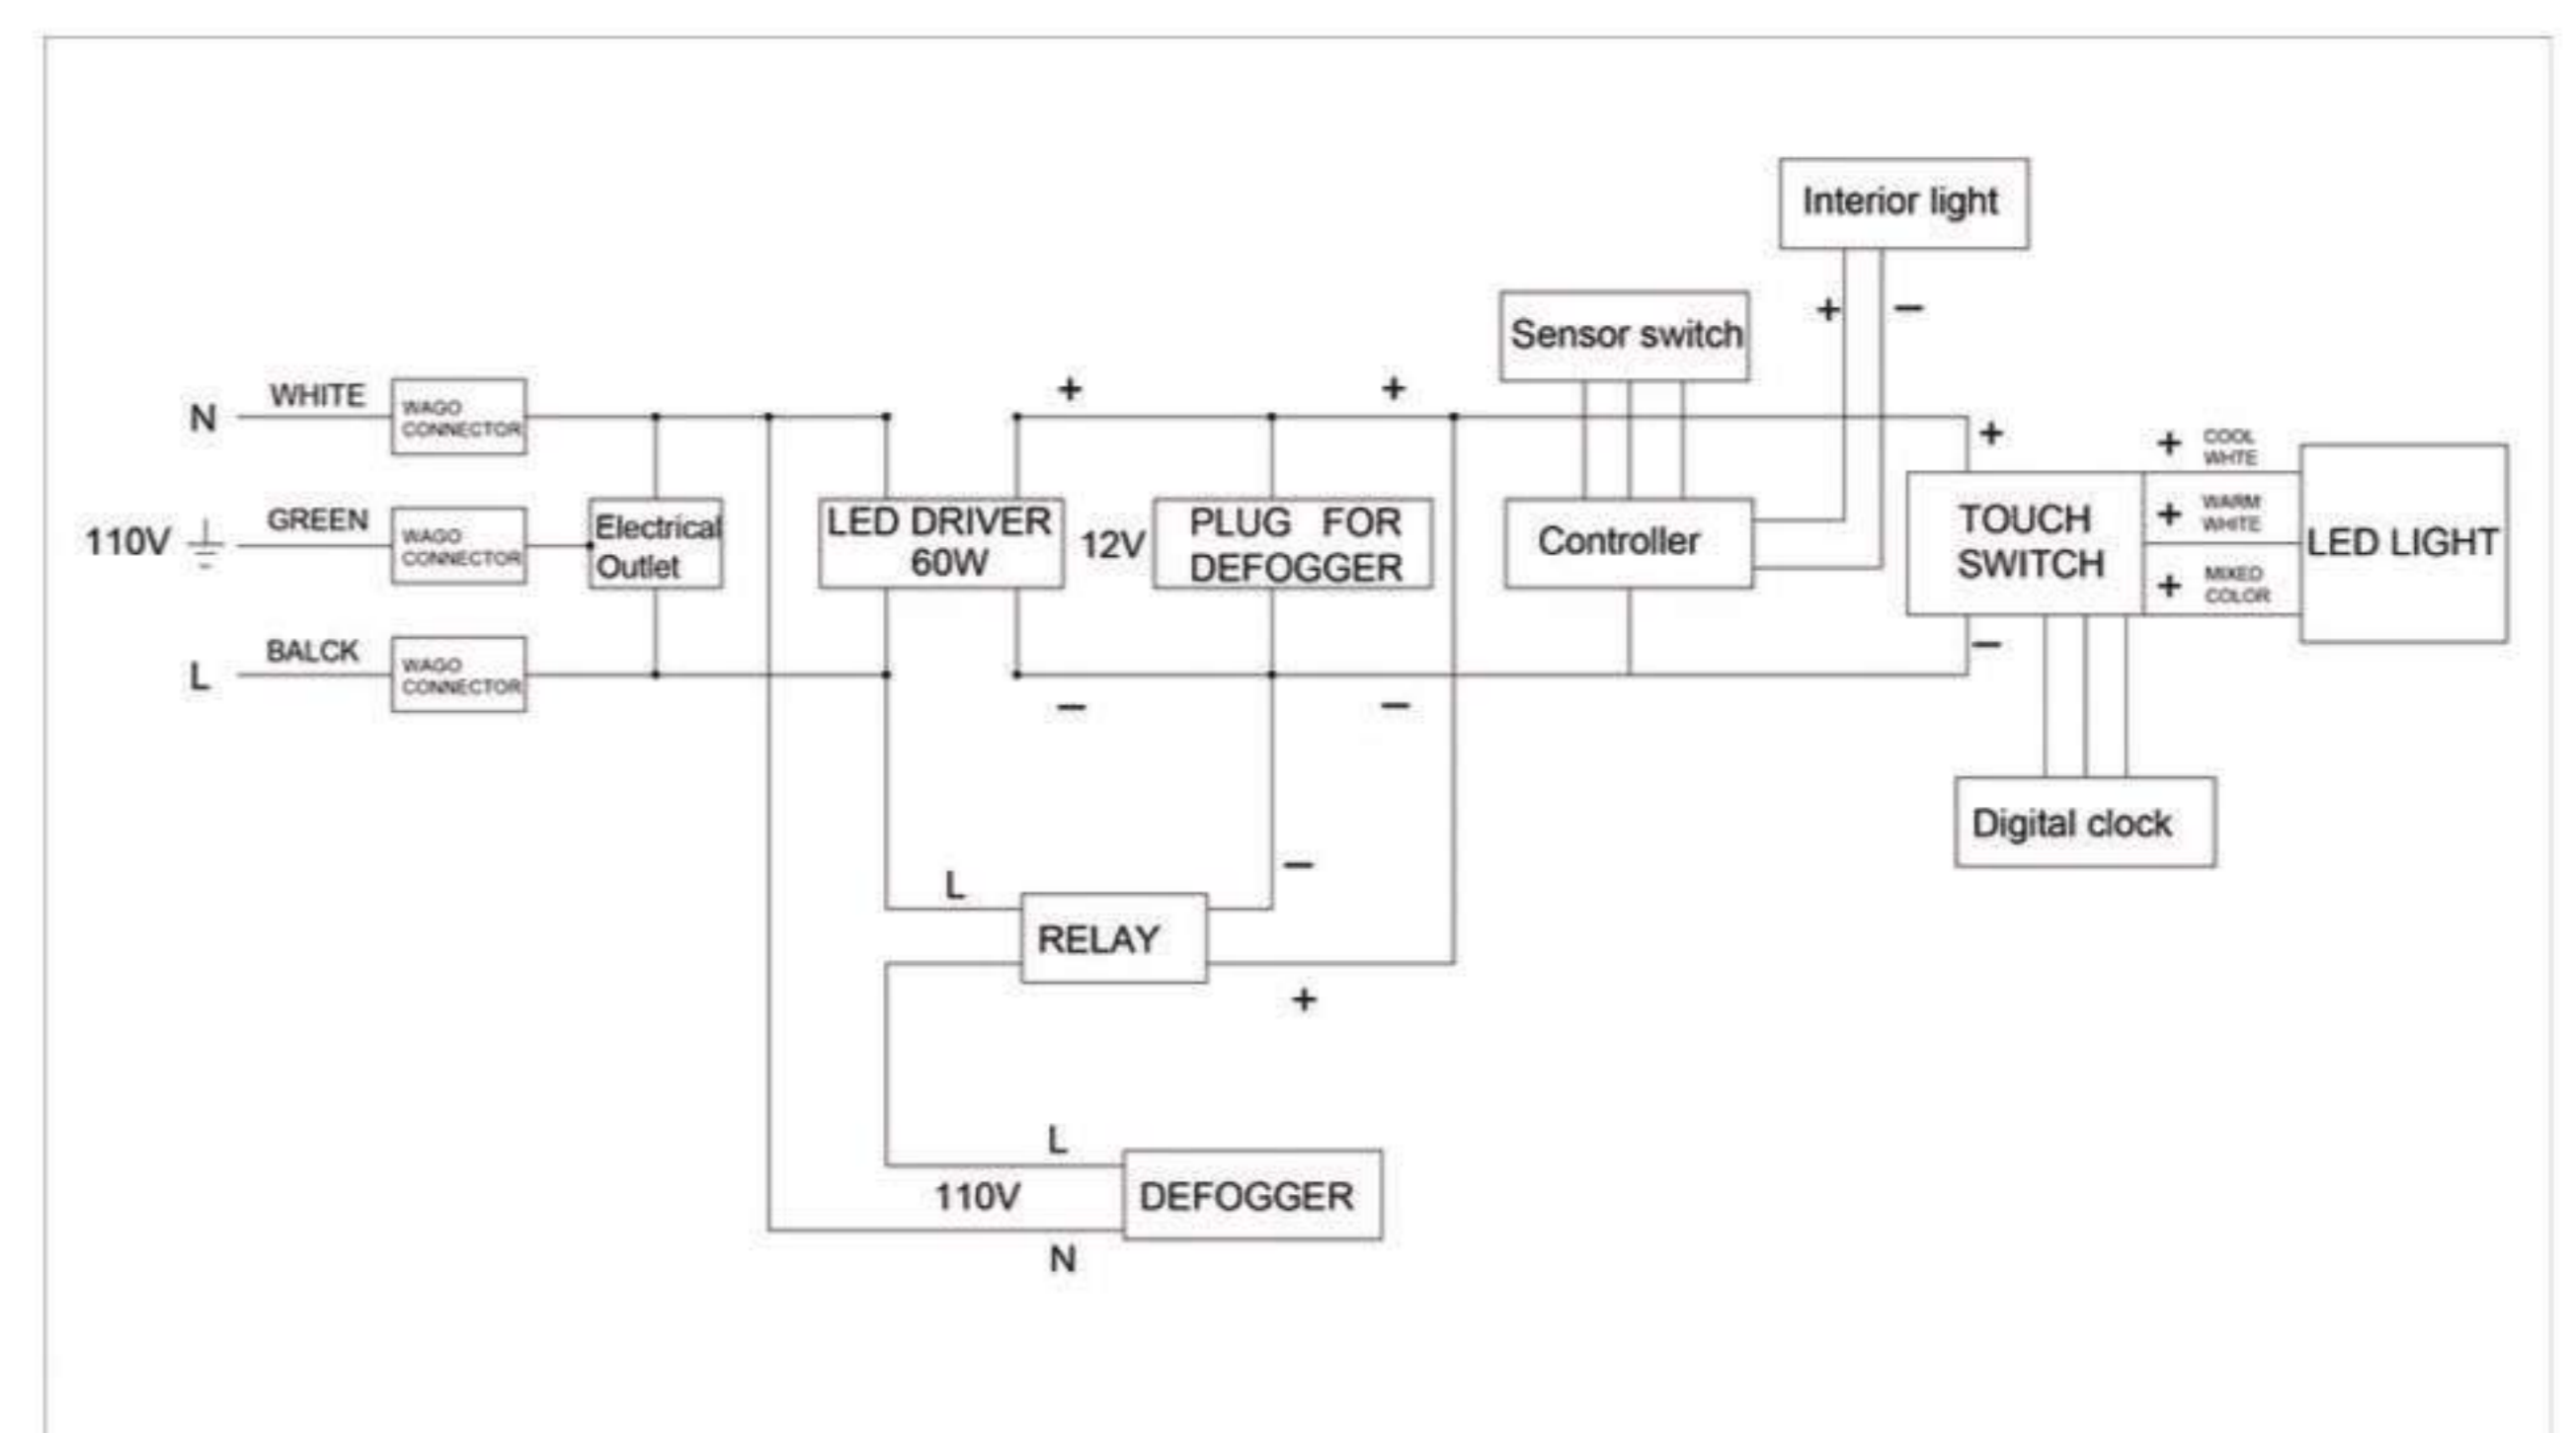 Interior light
+ −
Sensor switch
N WHITE
WAGO
CONNECTOR
+ +
+
+ COOL
WHTE
110V GREEN
WAGO
CONNECTOR
Electrical
Outlet
LED DRIVER
60W
12V
PLUG FOR
DEFOGGER
Controller
TOUCH
SWITCH
+ WARM
WHITE
LED LIGHT
+ MIXED
COLOR
L BALCK
WAGO
CONNECTOR
− −
−
Digital clock
L
−
RELAY
+
L
110V
DEFOGGER
N